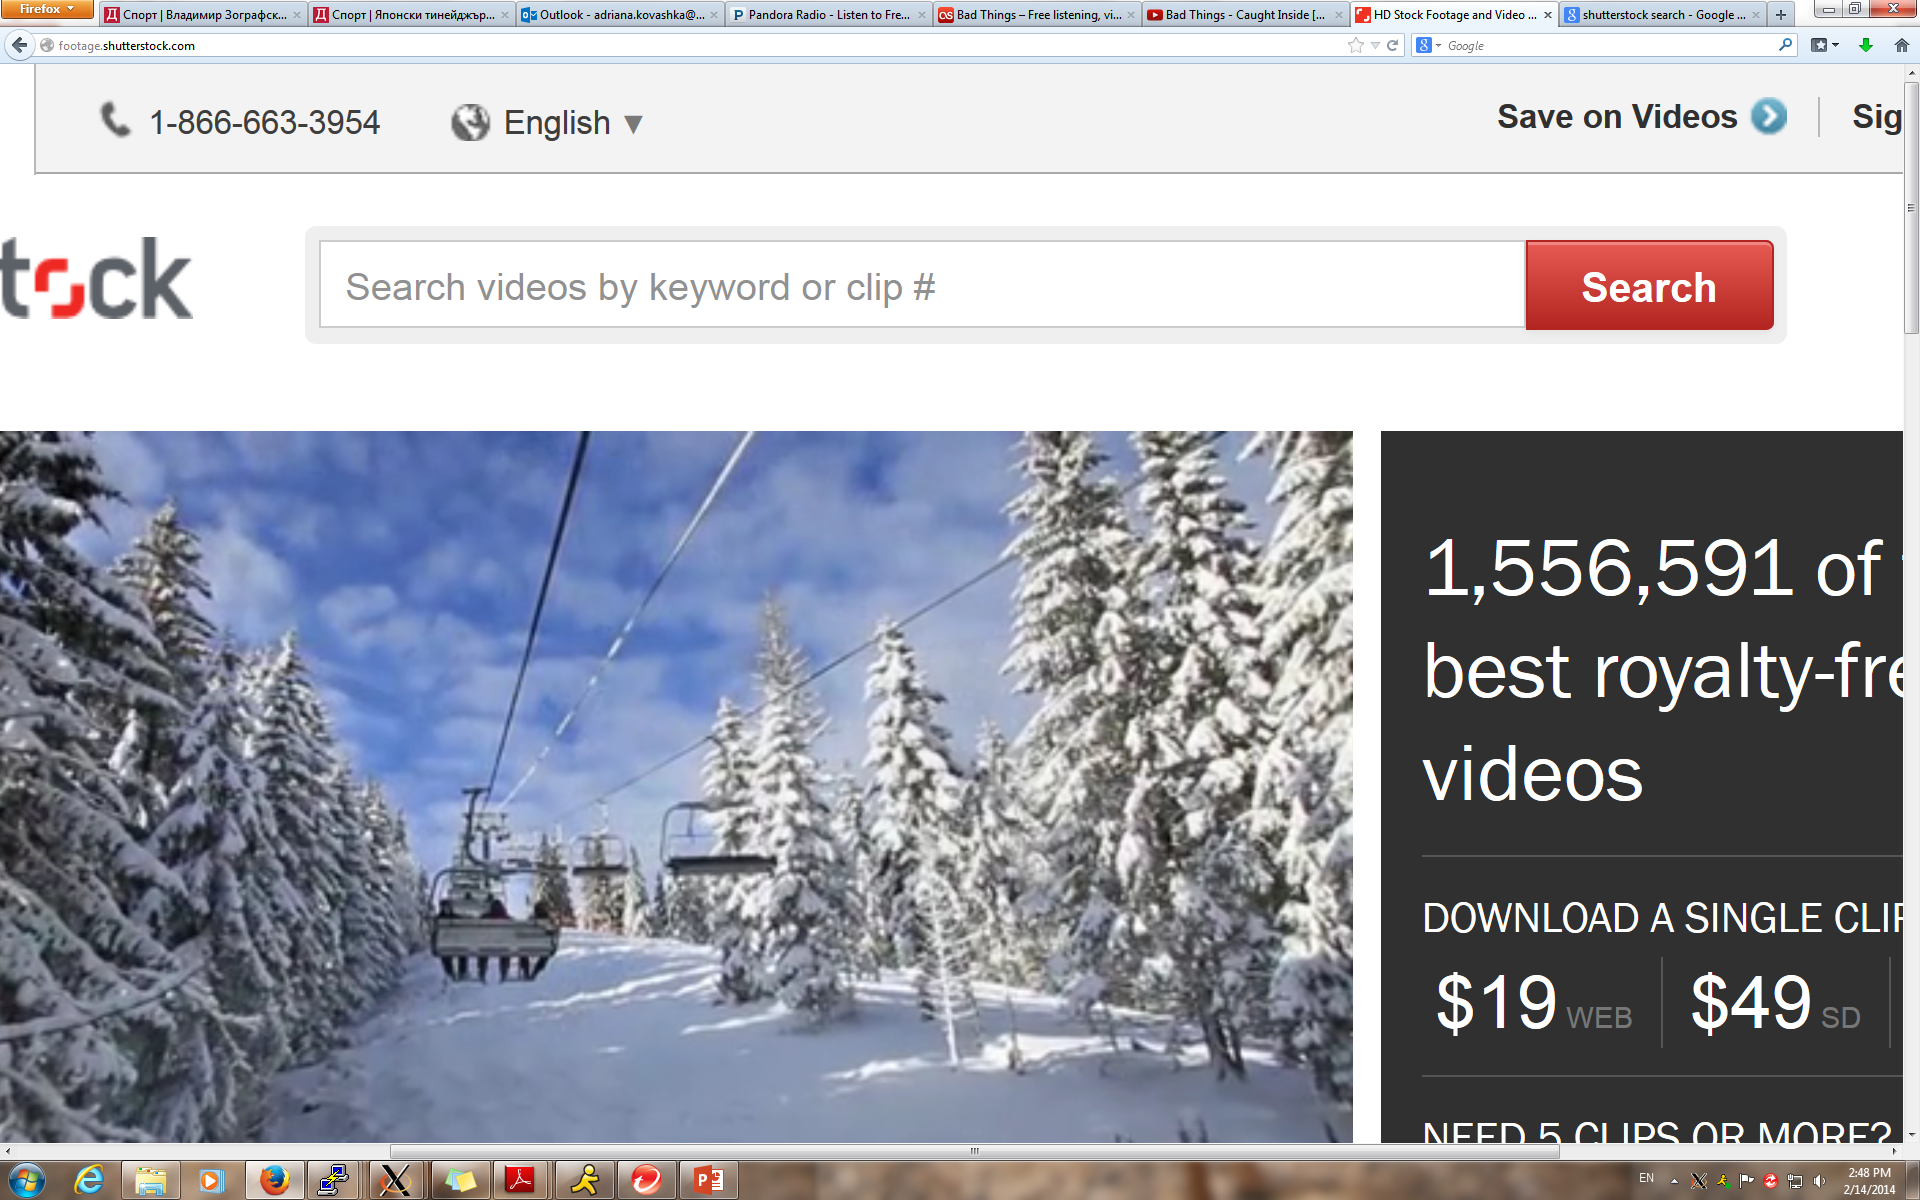 Firefox
Спорт | Владимир Зографск...
Спорт | Японски тинейджър...
Outlook - adriana.kovashka@...
Pandora Radio - Listen to Fre...
Bad Things – Free listening, vi...
Bad Things - Caught Inside [...
HD Stock Footage and Video ...
shutterstock search - Google ...
footage.shutterstock.com
Google
1-866-663-3954
English ▼
Save on Videos
Sig
tock
Search videos by keyword or clip #
Search
1,556,591 of
best royalty-fre
videos
DOWNLOAD A SINGLE CLIP
$19 WEB
$49 SD
NEED 5 CLIPS OR MORE?
EN
2:48 PM
2/14/2014